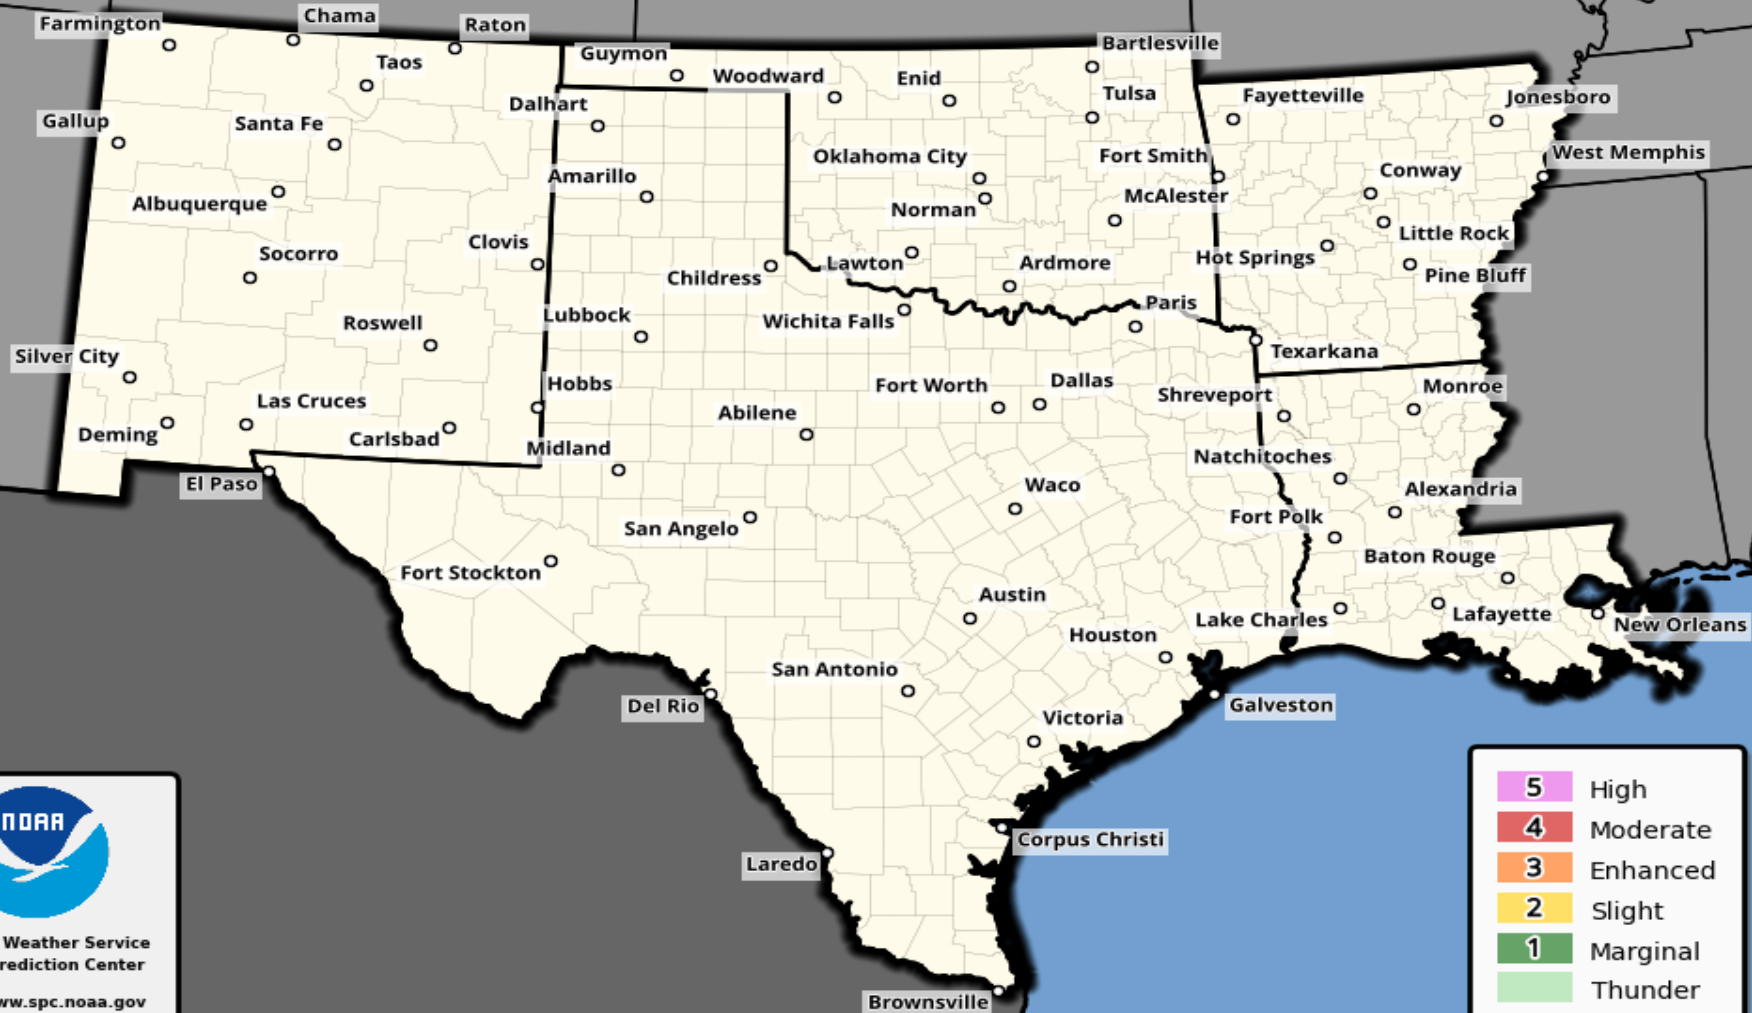 Farmington
Chama
Raton
Taos
Guymon
Woodward
Enid
Bartlesville
Tulsa
Fayetteville
Jonesboro
Dalhart
Gallup
Santa Fe
Oklahoma City
Fort Smith
West Memphis
Conway
Amarillo
Albuquerque
Norman
McAlester
Little Rock
Socorro
Clovis
Childress
Lawton
Ardmore
Hot Springs
Pine Bluff
Roswell
Lubbock
Wichita Falls
Paris
Texarkana
Silver City
Hobbs
Fort Worth
Dallas
Shreveport
Monroe
Las Cruces
Abilene
Deming
Carlsbad
Midland
Natchitoches
El Paso
Waco
Alexandria
San Angelo
Fort Polk
Fort Stockton
Baton Rouge
Austin
Lake Charles
Lafayette
New Orleans
Houston
San Antonio
Del Rio
Galveston
Victoria
Corpus Christi
Laredo
Brownsville
NOAA
Weather Service
rediction Center
ww.spc.noaa.gov
5 High
4 Moderate
3 Enhanced
2 Slight
1 Marginal
Thunder